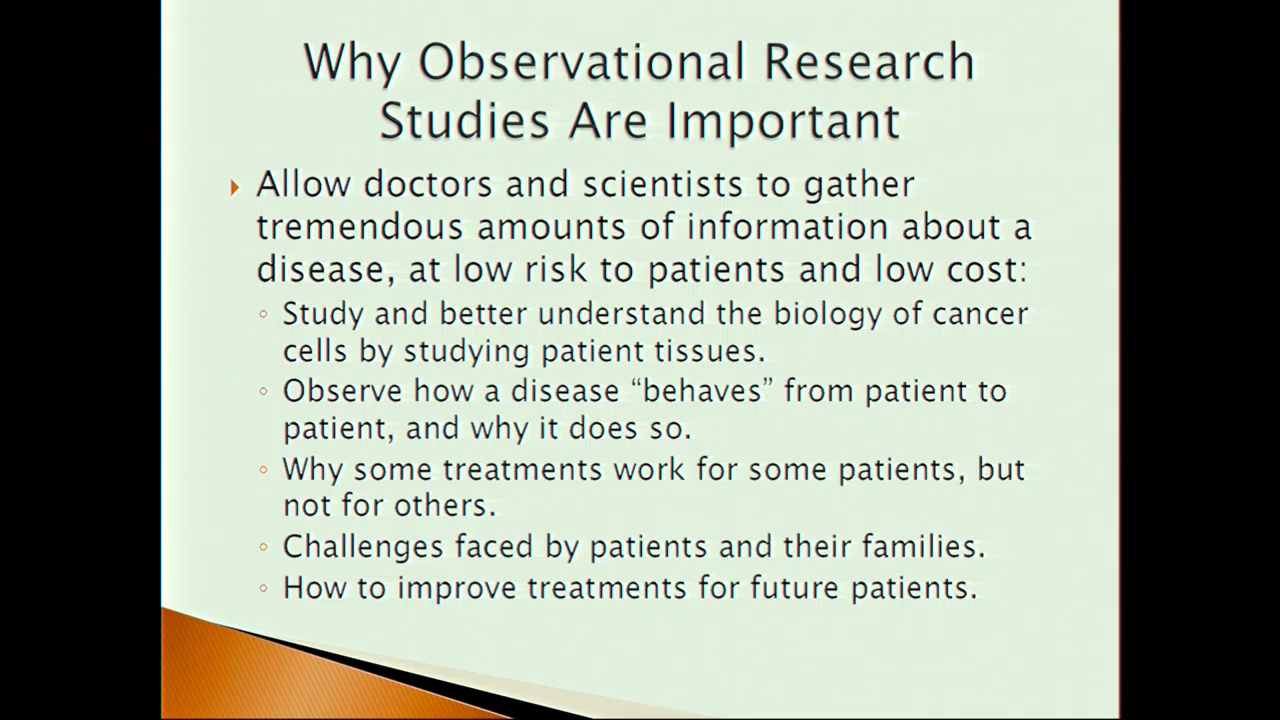 Why Observational Research
Studies Are Important
Allow doctors and scientists to gather
tremendous amounts of information about a
disease, at low risk to patients and low cost:
Study and better understand the biology of cancer
cells by studying patient tissues.
Observe how a disease “behaves” from patient to
patient, and why it does so.
Why some treatments work for some patients, but
not for others.
Challenges faced by patients and their families.
How to improve treatments for future patients.